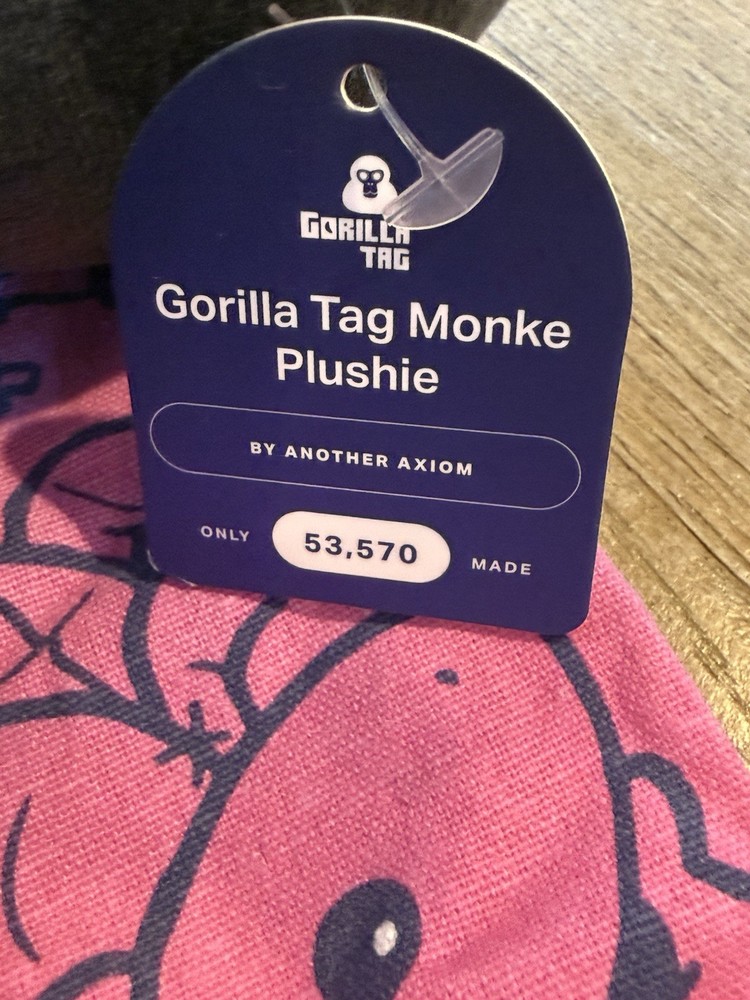 GORILLA
TAG
Gorilla Tag Monke
Plushie
BY ANOTHER AXIOM
ONLY 53,570 MADE